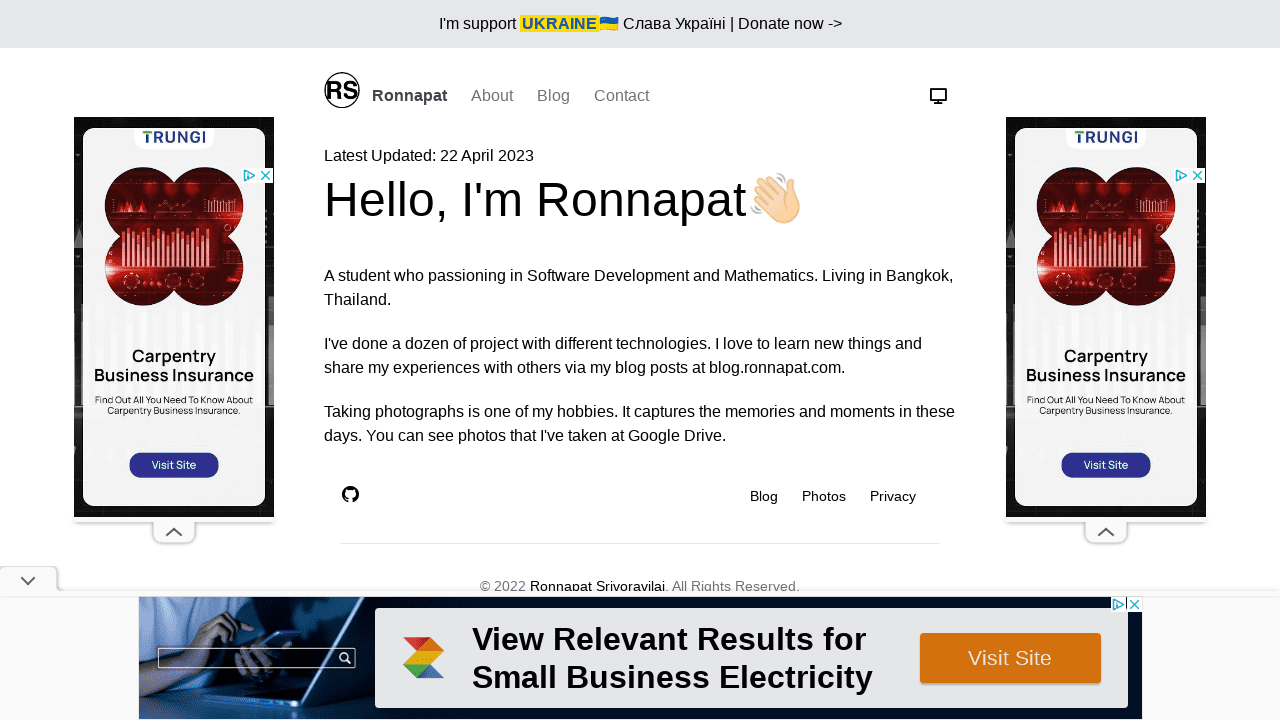 I'm support UKRAINE🇺🇦 Слава Україні | Donate now ->
RS Ronnapat About Blog Contact
Latest Updated: 22 April 2023
Hello, I'm Ronnapat👋🏻
A student who passioning in Software Development and Mathematics. Living in Bangkok,
Thailand.
I've done a dozen of project with different technologies. I love to learn new things and
share my experiences with others via my blog posts at blog.ronnapat.com.
Taking photographs is one of my hobbies. It captures the memories and moments in these
days. You can see photos that I've taken at Google Drive.
Blog Photos Privacy
© 2022 Ronnapat Srivoravilai. All Rights Reserved.
TRUNGI
Carpentry
Business Insurance
Find Out All You Need To Know About
Carpentry Business Insurance.
Visit Site
TRUNGI
Carpentry
Business Insurance
Find Out All You Need To Know About
Carpentry Business Insurance.
Visit Site
View Relevant Results for
Small Business Electricity
Visit Site